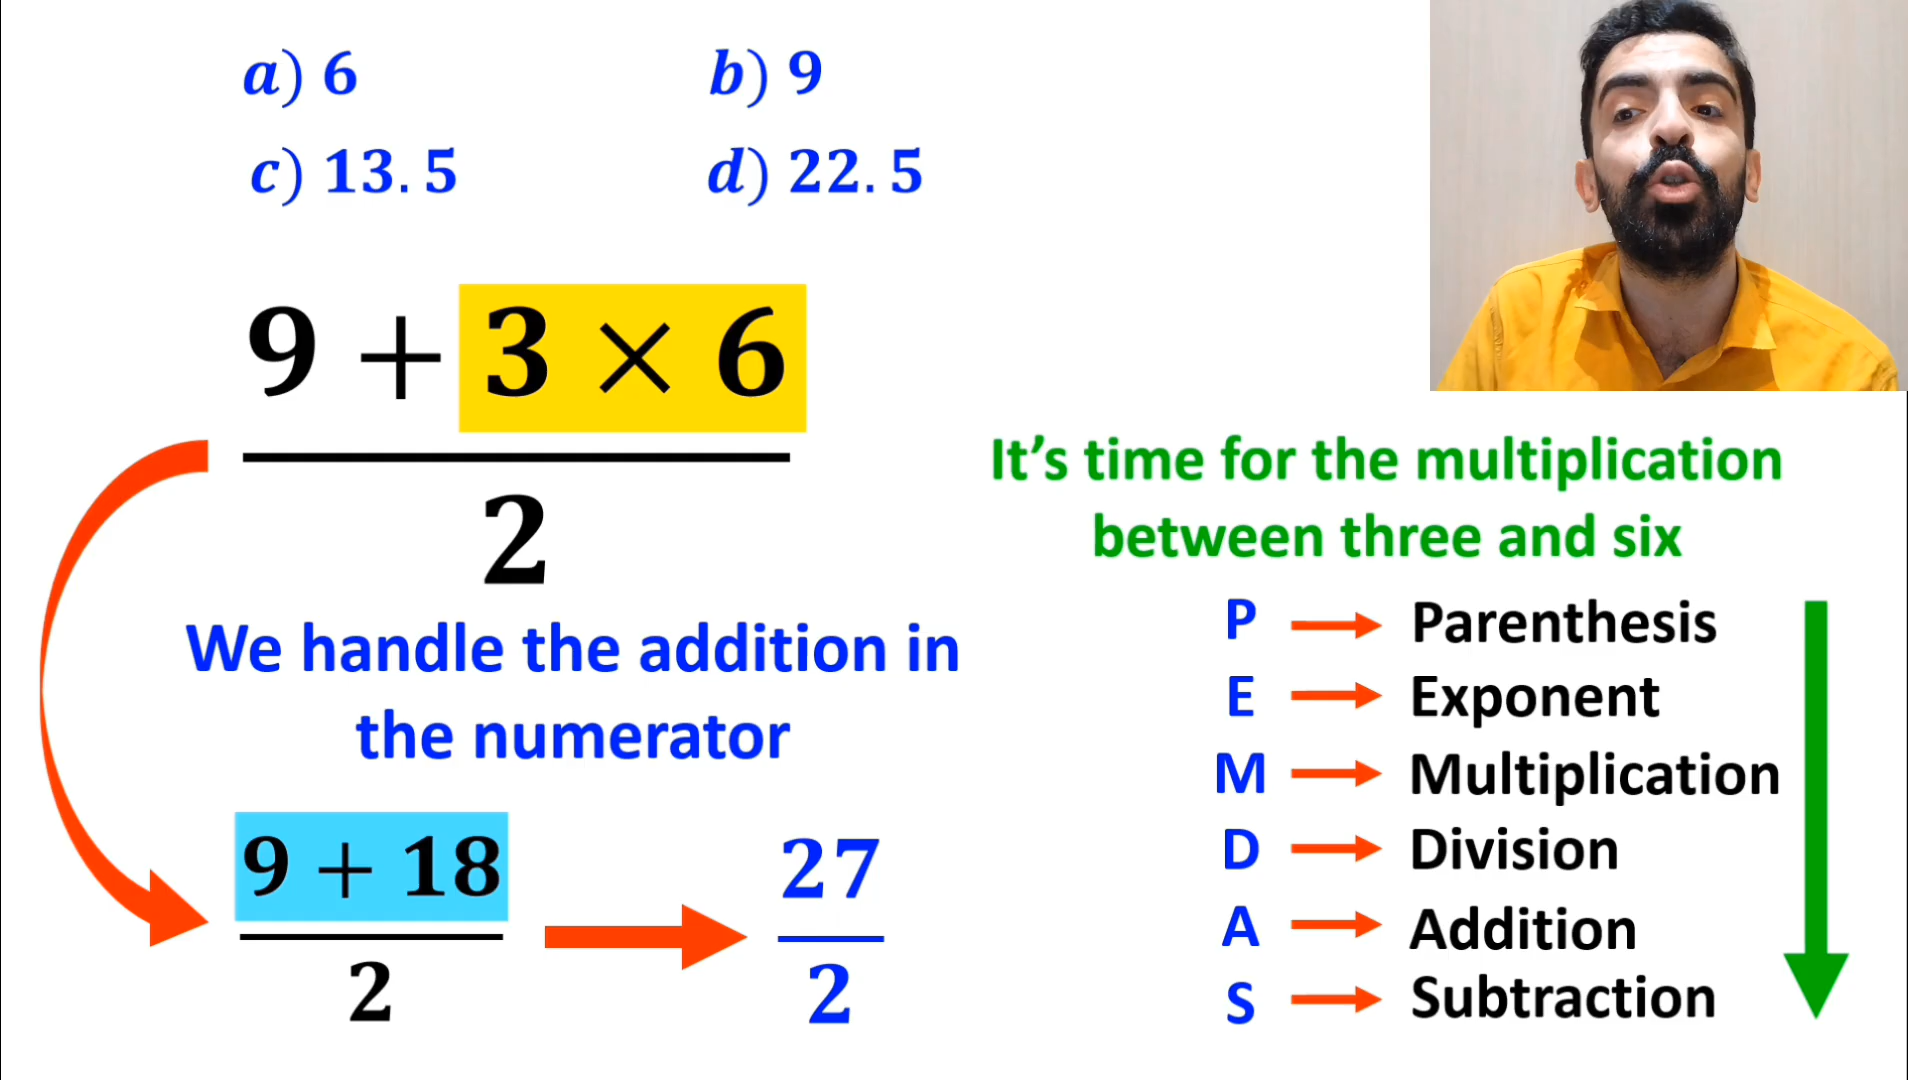 a) 6
b) 9
c) 13.5
d) 22.5
9 + 3 × 6
2
It's time for the multiplication
between three and six
We handle the addition in
the numerator
9 + 18
2
27
2
P Parenthesis
E Exponent
M Multiplication
D Division
A Addition
S Subtraction